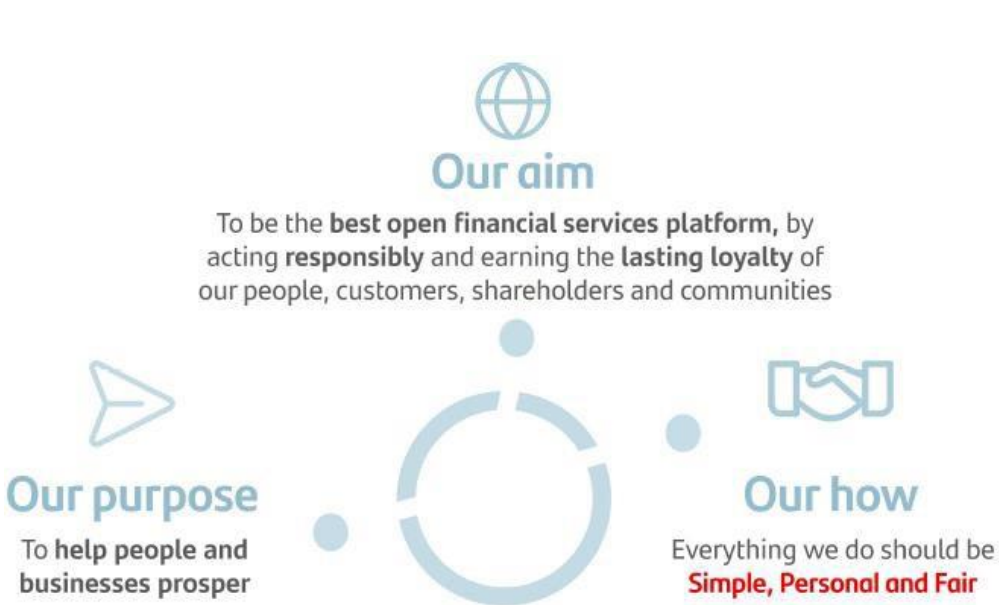 Our aim
To be the best open financial services platform, by
acting responsibly and earning the lasting loyalty of
our people, customers, shareholders and communities
Our purpose
To help people and
businesses prosper
Our how
Everything we do should be
Simple, Personal and Fair